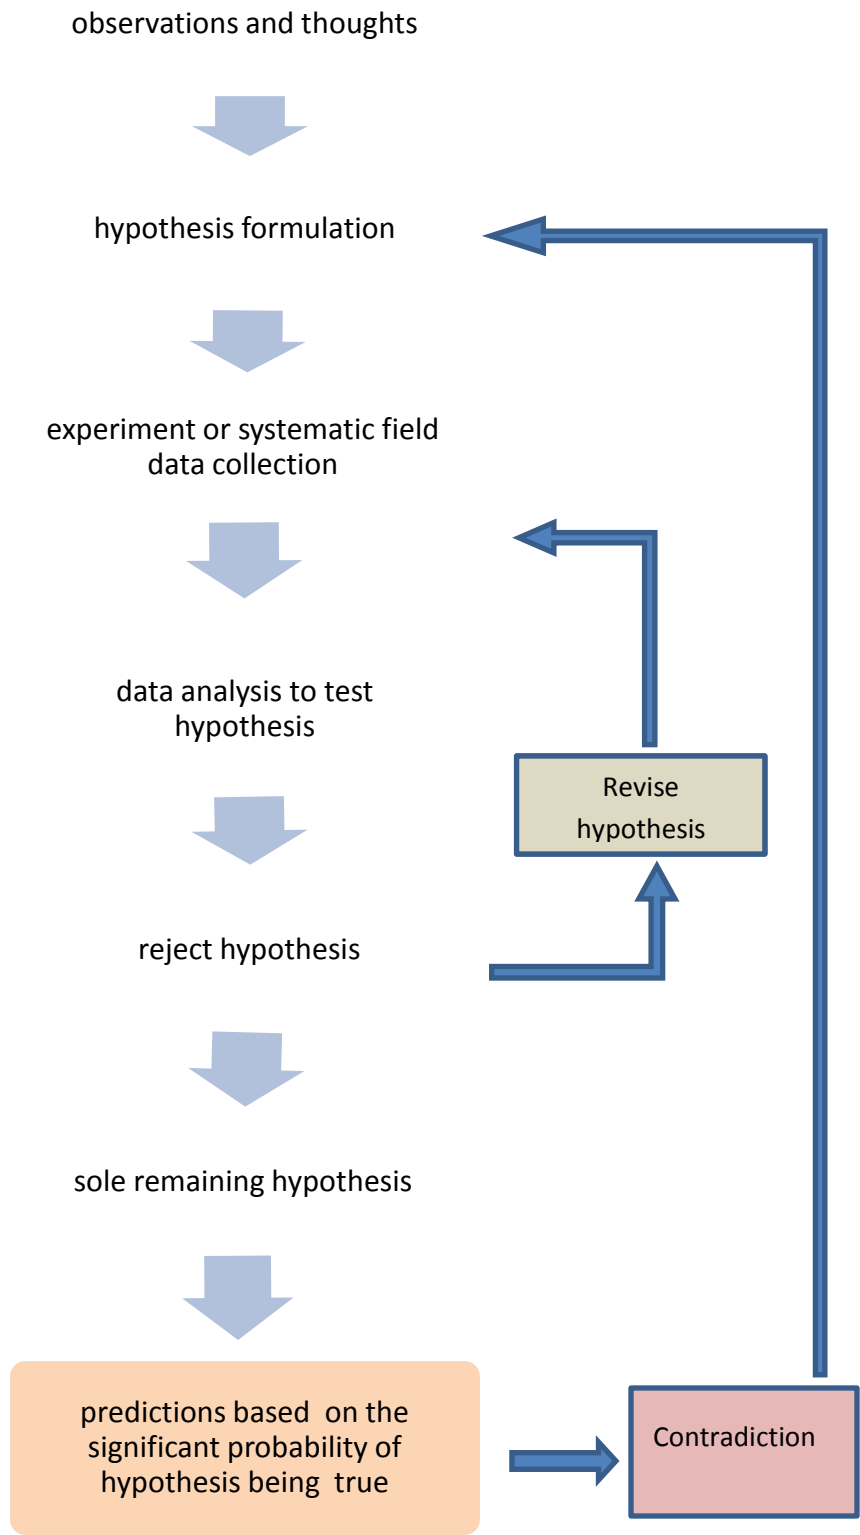 observations and thoughts
hypothesis formulation
experiment or systematic field
data collection
data analysis to test
hypothesis
Revise
hypothesis
reject hypothesis
sole remaining hypothesis
predictions based on the
significant probability of
hypothesis being true
Contradiction